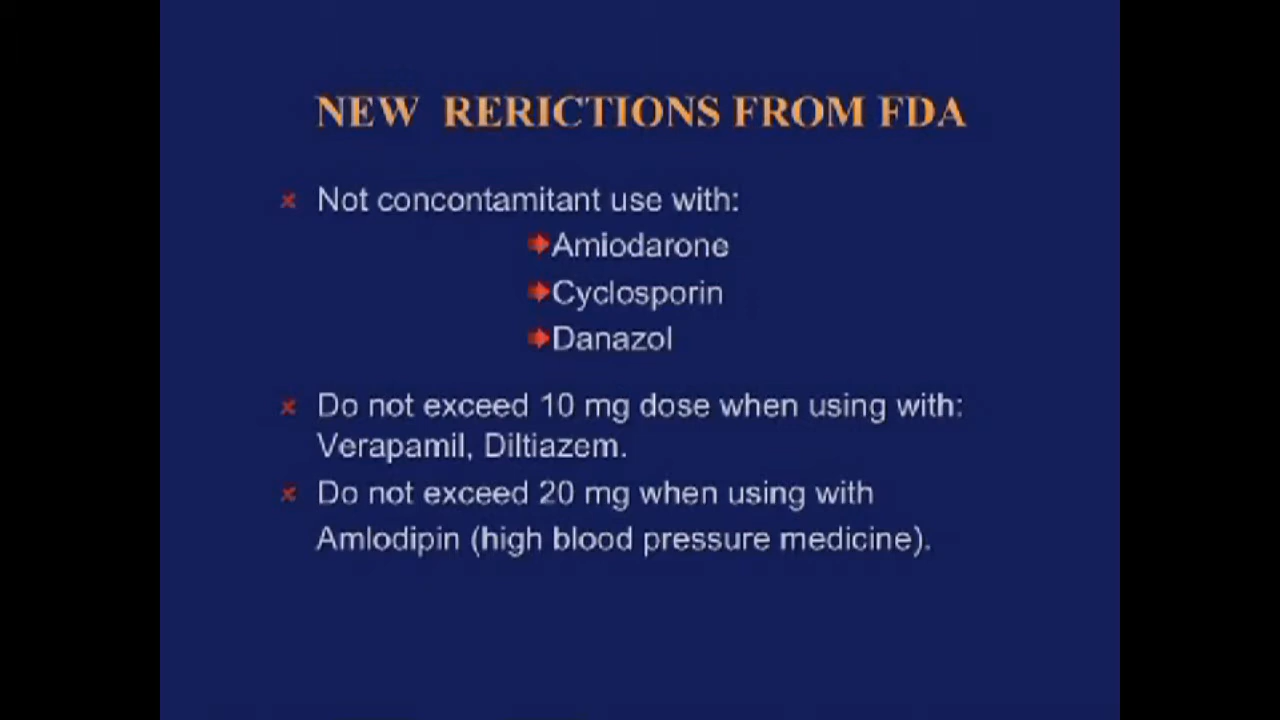 NEW RERICTIONS FROM FDA
Not concontamitant use with:
Amiodarone
Cyclosporin
Danazol
Do not exceed 10 mg dose when using with:
Verapamil, Diltiazem.
Do not exceed 20 mg when using with
Amlodipin (high blood pressure medicine).